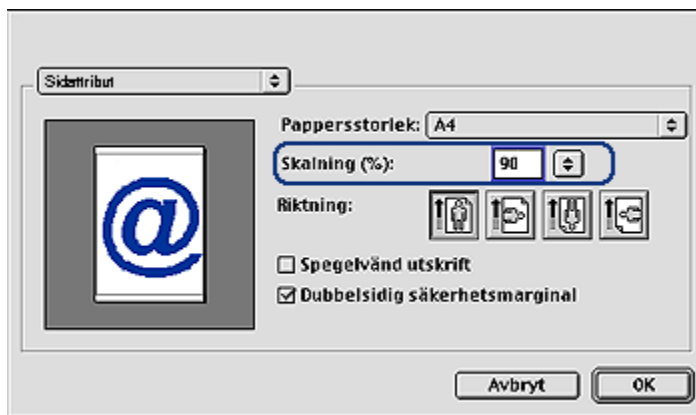 Sidattribut
Pappersstorlek: A4
Skalning (%): 90
Riktning:
@
Spegelvänd utskrift
Dubbelsidig säkerhetsmarginal
Avbryt OK